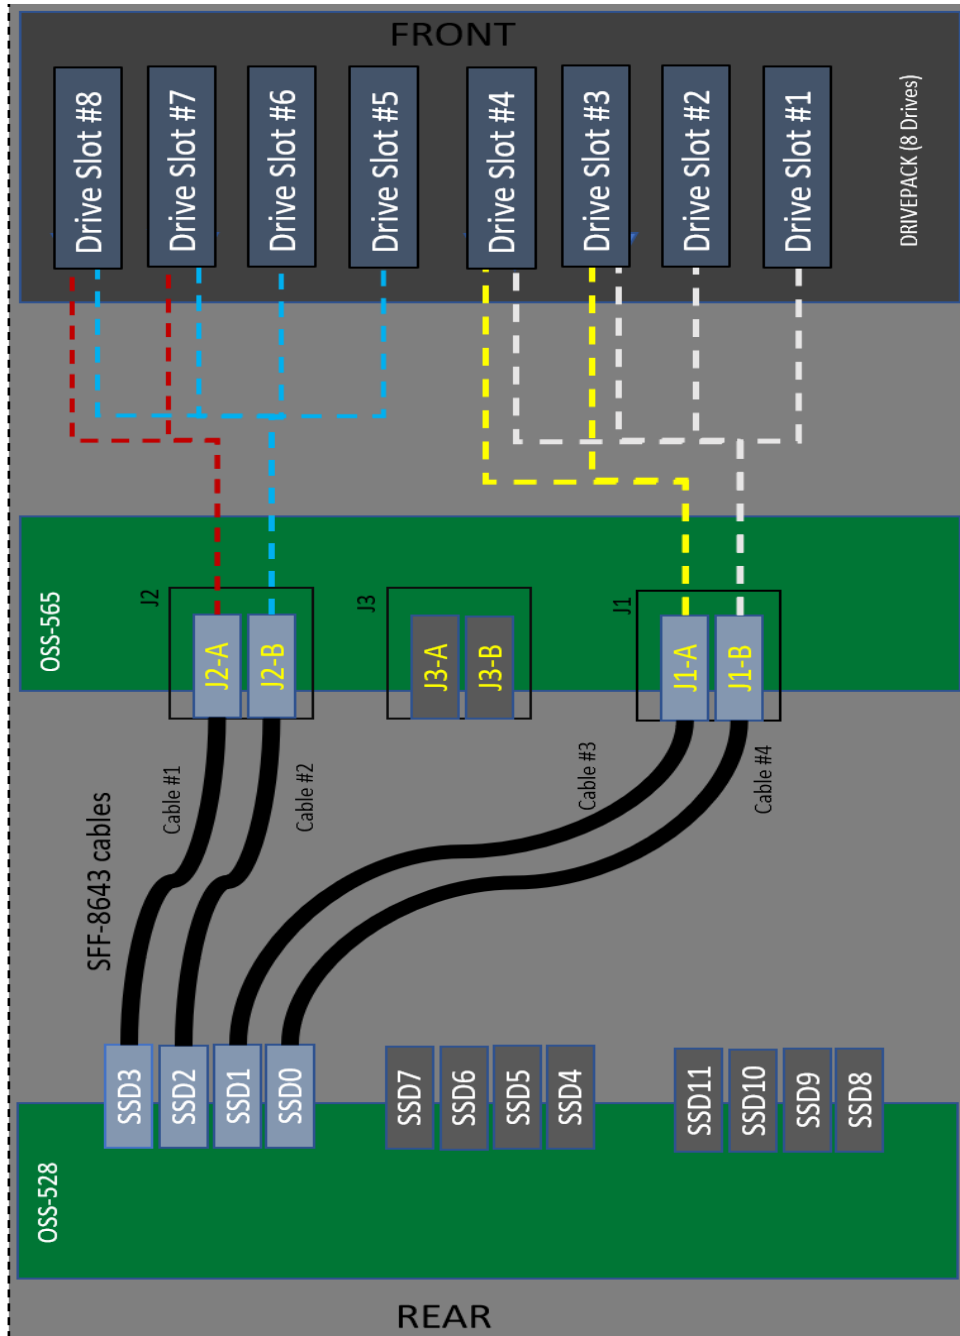 FRONT
Drive Slot #8
Drive Slot #7
Drive Slot #6
Drive Slot #5
Drive Slot #4
Drive Slot #3
Drive Slot #2
Drive Slot #1
DRIVEPACK (8 Drives)
OSS-565
J2
J2-A
J2-B
J3
J3-A
J3-B
J1
J1-A
J1-B
SFF-8643 cables
Cable #1
Cable #2
Cable #3
Cable #4
OSS-528
SSD3
SSD2
SSD1
SSD0
SSD7
SSD6
SSD5
SSD4
SSD11
SSD10
SSD9
SSD8
REAR